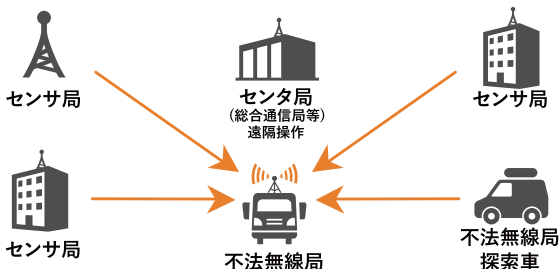 センサ局
センタ局
(総合通信局等)
遠隔操作
センサ局
センサ局
不法無線局
不法無線局
探索車